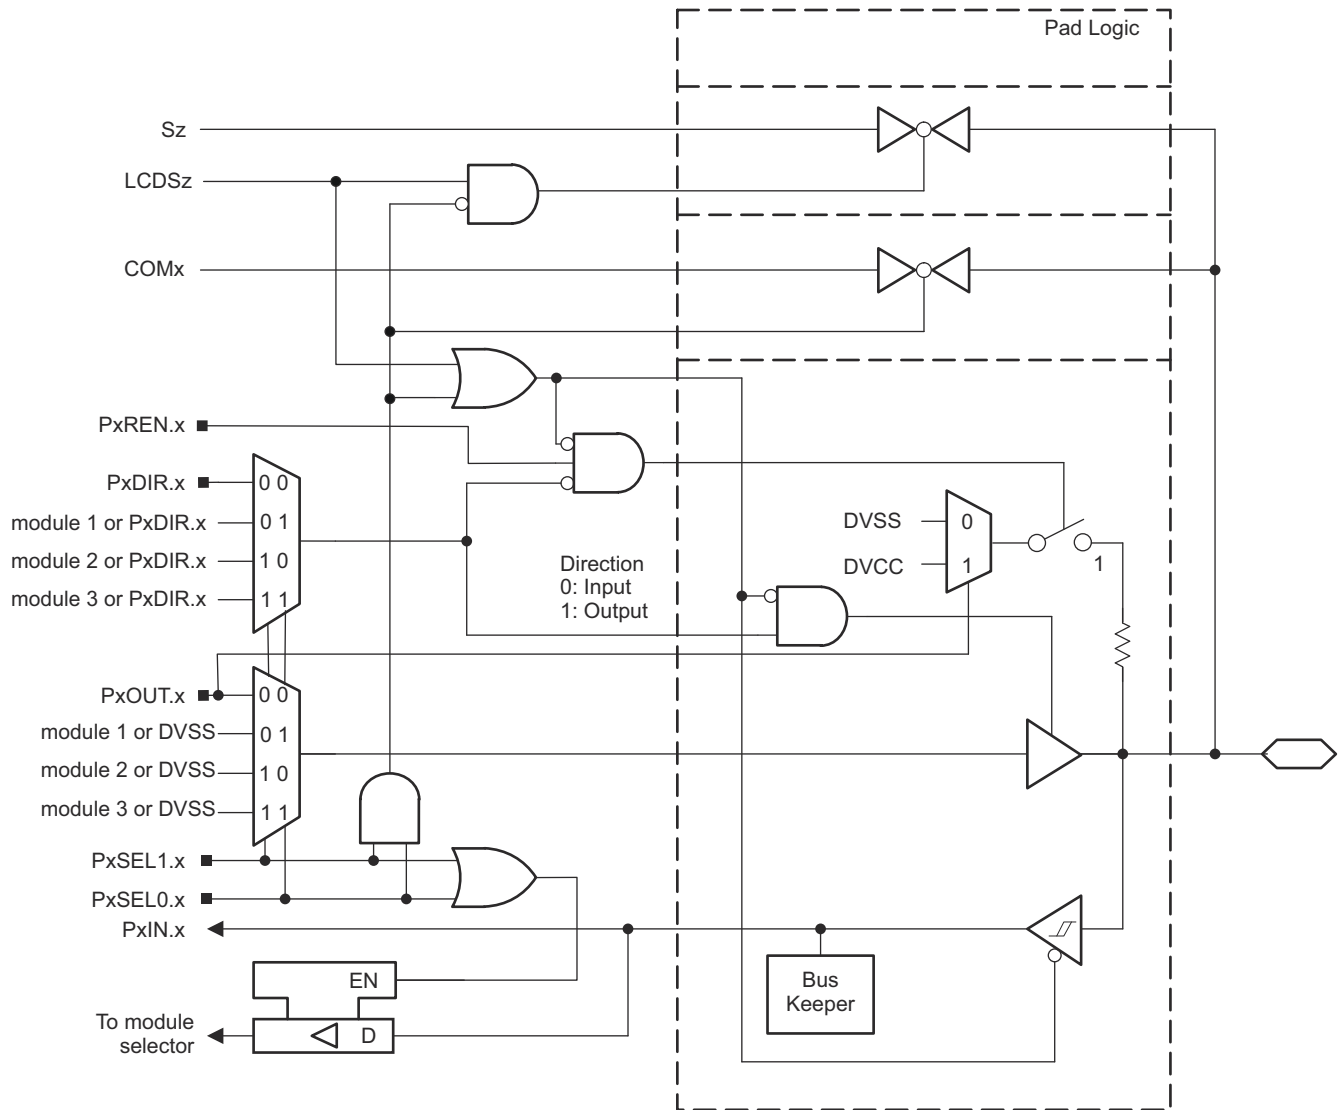 Pad Logic
Sz
LCDSz
COMx
PxREN.x
PxDIR.x
0 0
module 1 or PxDIR.x
0 1
module 2 or PxDIR.x
1 0
module 3 or PxDIR.x
1 1
Direction
0: Input
1: Output
DVSS
0
DVCC
1
1
PxOUT.x
0 0
module 1 or DVSS
0 1
module 2 or DVSS
1 0
module 3 or DVSS
1 1
PxSEL1.x
PxSEL0.x
PxIN.x
EN
D
To module
selector
Bus
Keeper